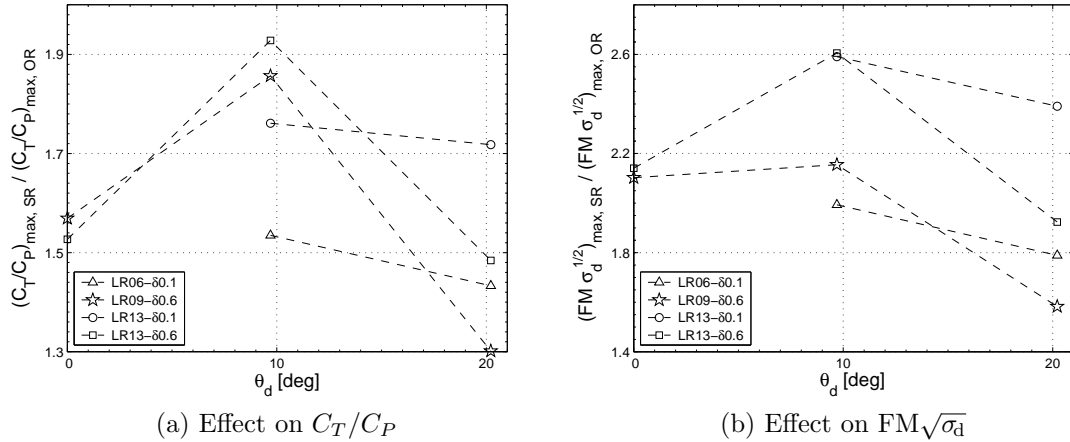 1.9
1.7
1.5
1.3
(C_T/C_P)_max, SR / (C_T/C_P)_max, OR
LR06−δ0.1
LR09−δ0.6
LR13−δ0.1
LR13−δ0.6
0 10 20
θ_d [deg]
(a) Effect on C_T/C_P
2.6
2.2
1.8
1.4
(FM σ_d^1/2)_max, SR / (FM σ_d^1/2)_max, OR
LR06−δ0.1
LR09−δ0.6
LR13−δ0.1
LR13−δ0.6
0 10 20
θ_d [deg]
(b) Effect on FM√σ_d